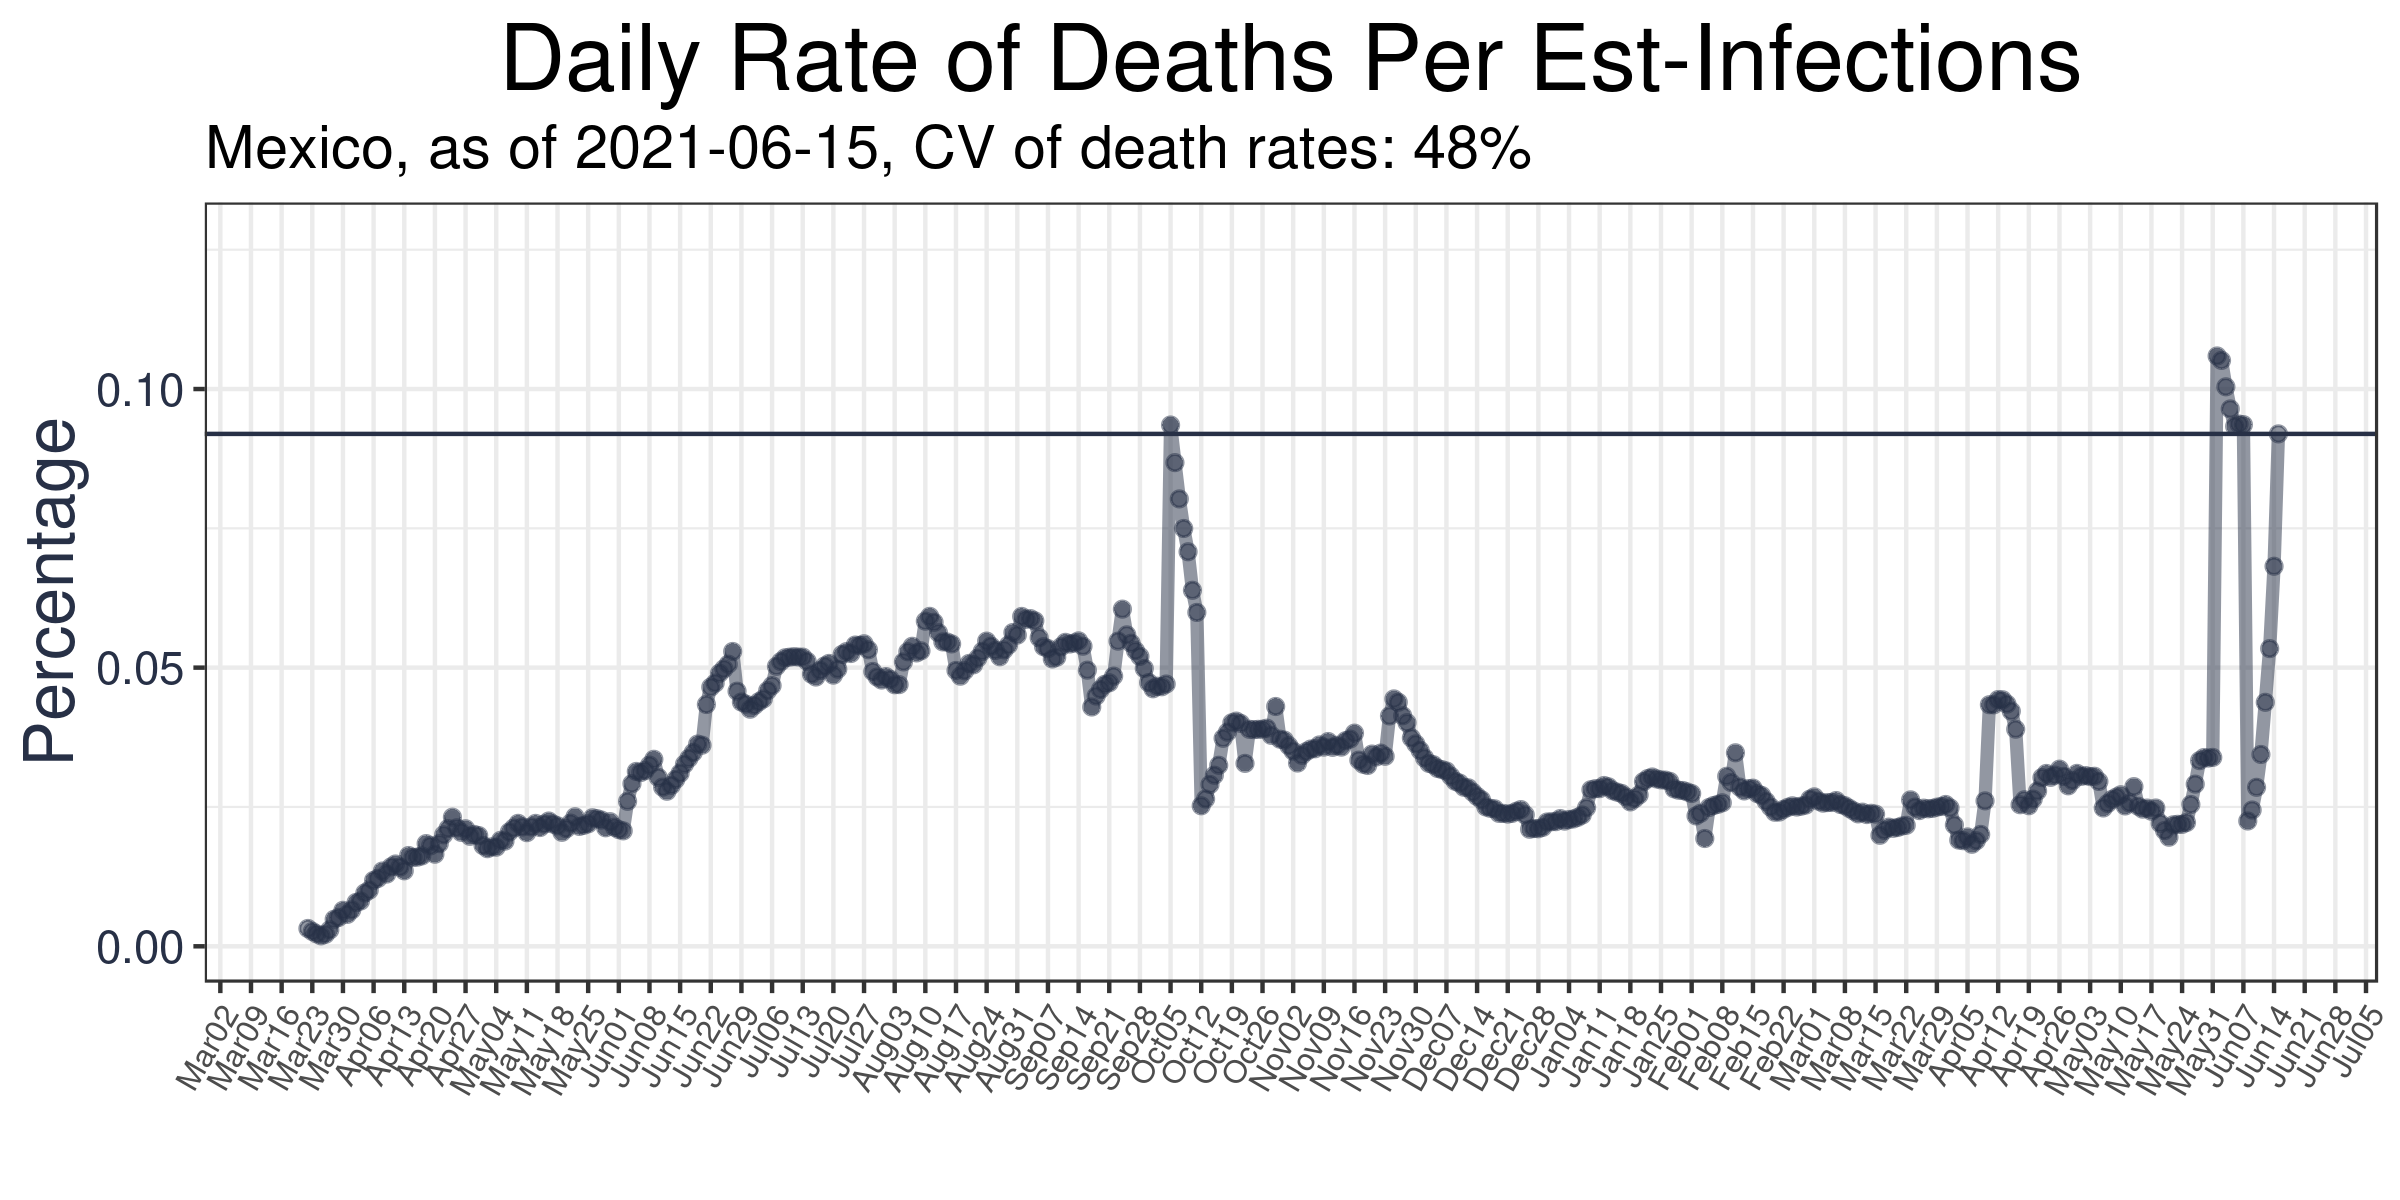 Daily Rate of Deaths Per Est-Infections
Mexico, as of 2021-06-15, CV of death rates: 48%
Percentage
0.10
0.05
0.00
Mar02
Mar09
Mar16
Mar23
Mar30
Apr06
Apr13
Apr20
Apr27
May04
May11
May18
May25
Jun01
Jun08
Jun15
Jun22
Jun29
Jul06
Jul13
Jul20
Jul27
Aug03
Aug10
Aug17
Aug24
Aug31
Sep07
Sep14
Sep21
Sep28
Oct05
Oct12
Oct19
Oct26
Nov02
Nov09
Nov16
Nov23
Nov30
Dec07
Dec14
Dec21
Dec28
Jan04
Jan11
Jan18
Jan25
Feb01
Feb08
Feb15
Feb22
Mar01
Mar08
Mar15
Mar22
Mar29
Apr05
Apr12
Apr19
Apr26
May03
May10
May17
May24
May31
Jun07
Jun14
Jun21
Jun28
Jul05